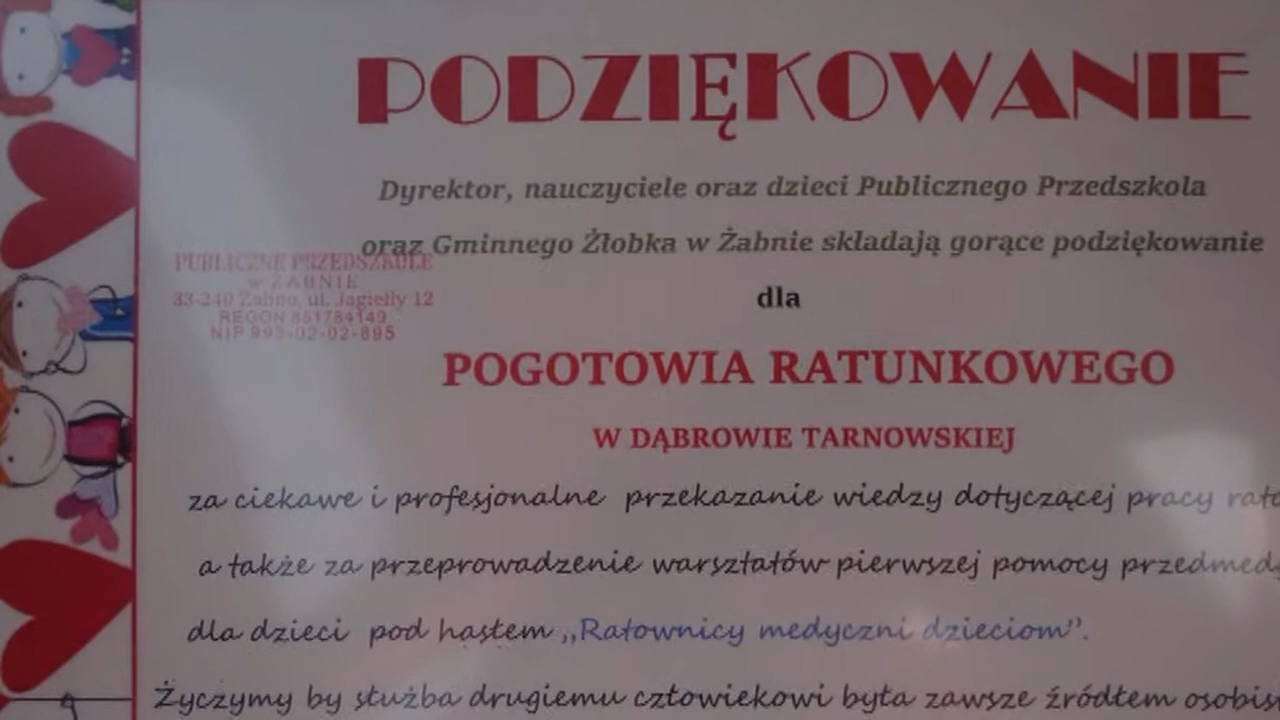 PODZIĘKOWANIE
Dyrektor, nauczyciele oraz dzieci Publicznego Przedszkola
oraz Gminnego Żłobka w Żabnie składają gorące podziękowanie
PUBLICZNE PRZEDSZKOLE
w ŻABNIE
33-240 Żabno, ul. Jagiełły 12
REGON 851784149
NIP 993-02-02-895
dla
POGOTOWIA RATUNKOWEGO
W DĄBROWIE TARNOWSKIEJ
za ciekawe i profesjonalne przekazanie wiedzy dotyczącej pracy
a także za przeprowadzenie warsztatów pierwszej pomocy
dla dzieci pod hasłem „Ratownicy medyczni dzieciom”.
Życzymy by służba drugiemu człowiekowi była zawsze źródłem